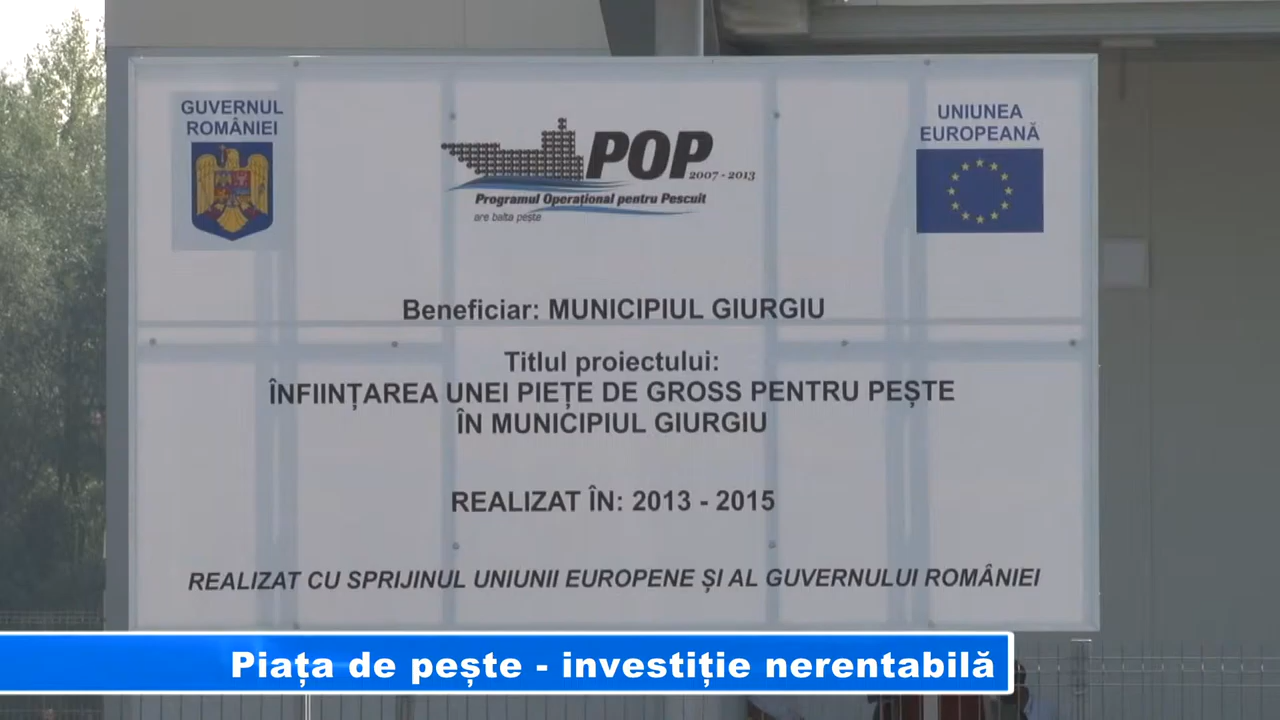 GUVERNUL
ROMÂNIEI
POP
2007 - 2013
Programul Operațional pentru Pescuit
are balta pește
UNIUNEA
EUROPEANĂ
Beneficiar: MUNICIPIUL GIURGIU
Titlul proiectului:
ÎNFIINȚAREA UNEI PIEȚE DE GROSS PENTRU PEȘTE
ÎN MUNICIPIUL GIURGIU
REALIZAT ÎN: 2013 - 2015
REALIZAT CU SPRIJINUL UNIUNII EUROPENE ȘI AL GUVERNULUI ROMÂNIEI
Piața de pește - investiție nerentabilă